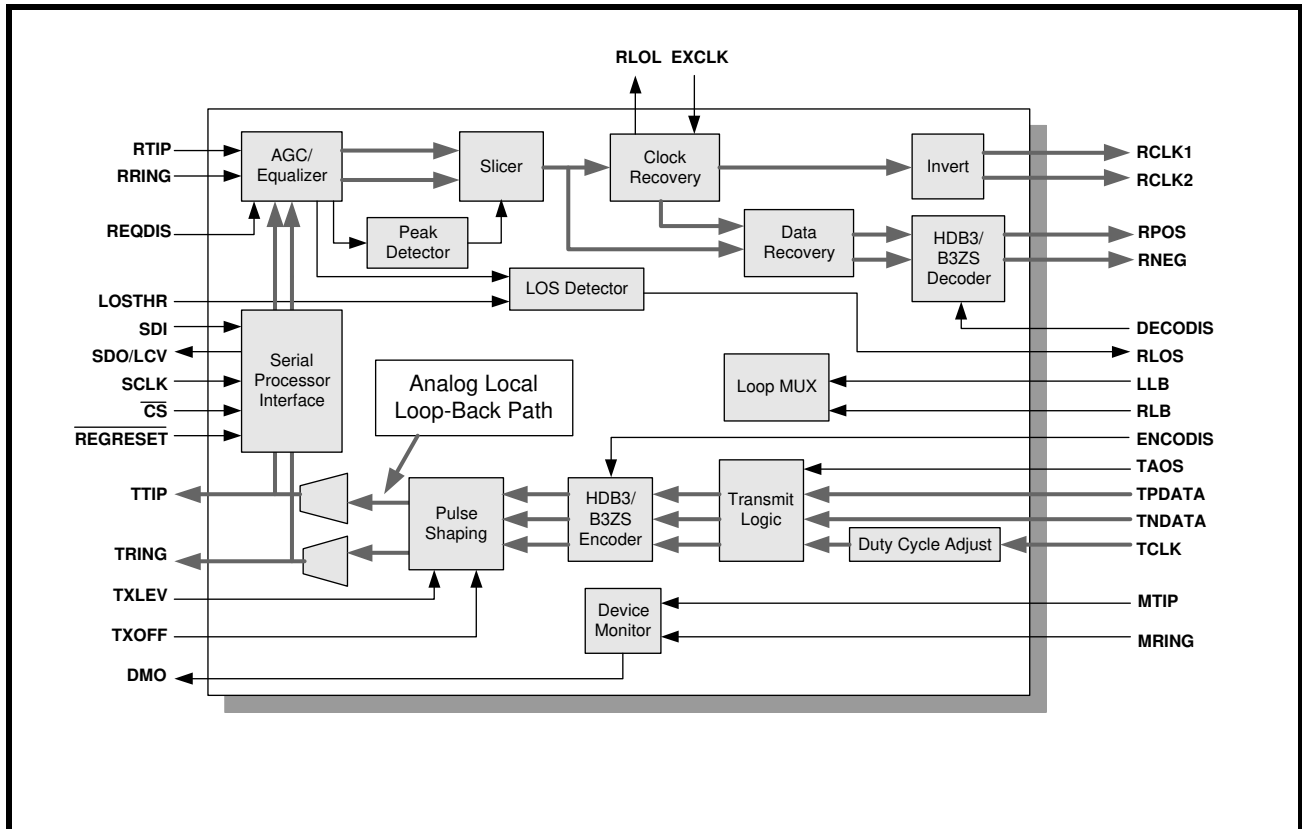 RLOL EXCLK
RTIP
RRING
REQDIS
LOSTHR
SDI
SDO/LCV
SCLK
CS
REGRESET
TTIP
TRING
TXLEV
TXOFF
DMO
AGC/
Equalizer
Slicer
Clock
Recovery
Invert
Peak
Detector
Data
Recovery
HDB3/
B3ZS
Decoder
LOS Detector
Serial
Processor
Interface
Analog Local
Loop-Back Path
Loop MUX
Pulse
Shaping
HDB3/
B3ZS
Encoder
Transmit
Logic
Duty Cycle Adjust
Device
Monitor
RCLK1
RCLK2
RPOS
RNEG
DECODIS
RLOS
LLB
RLB
ENCODIS
TAOS
TPDATA
TNDATA
TCLK
MTIP
MRING